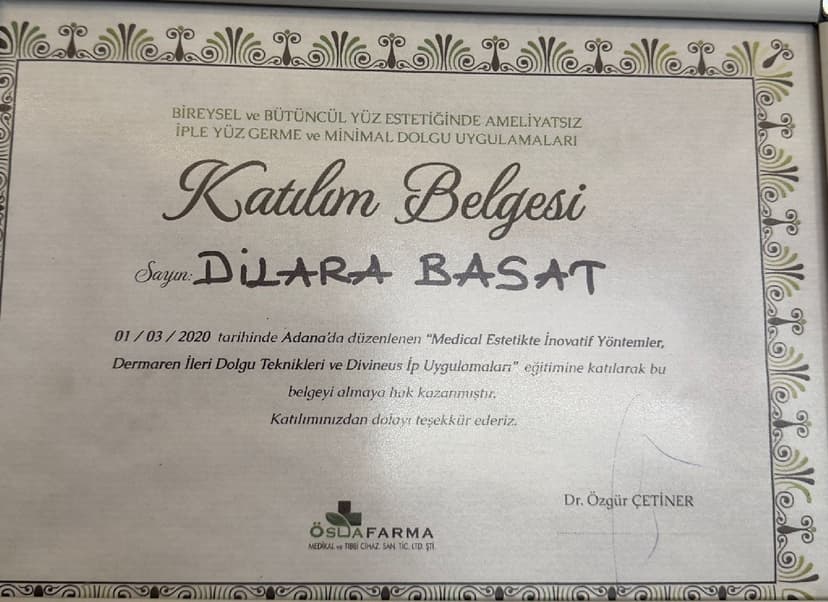 BİREYSEL ve BÜTÜNCÜL YÜZ ESTETİĞİNDE AMELİYATSIZ
İPLE YÜZ GERME ve MİNİMAL DOLGU UYGULAMALARI
Katılım Belgesi
Sayın: DİLARA BASAT
01 / 03 / 2020 tarihinde Adana'da düzenlenen "Medical Estetikte İnovatif Yöntemler,
Dermaren İleri Dolgu Teknikleri ve Divineus İp Uygulamaları" eğitimine katılarak bu
belgeyi almaya hak kazanmıştır.
Katılımınızdan dolayı teşekkür ederiz.
Dr. Özgür ÇETİNER
ÖSUAFARMA
MEDİKAL ve TIBBİ CİHAZ. SAN. TİC. LTD. ŞTİ.